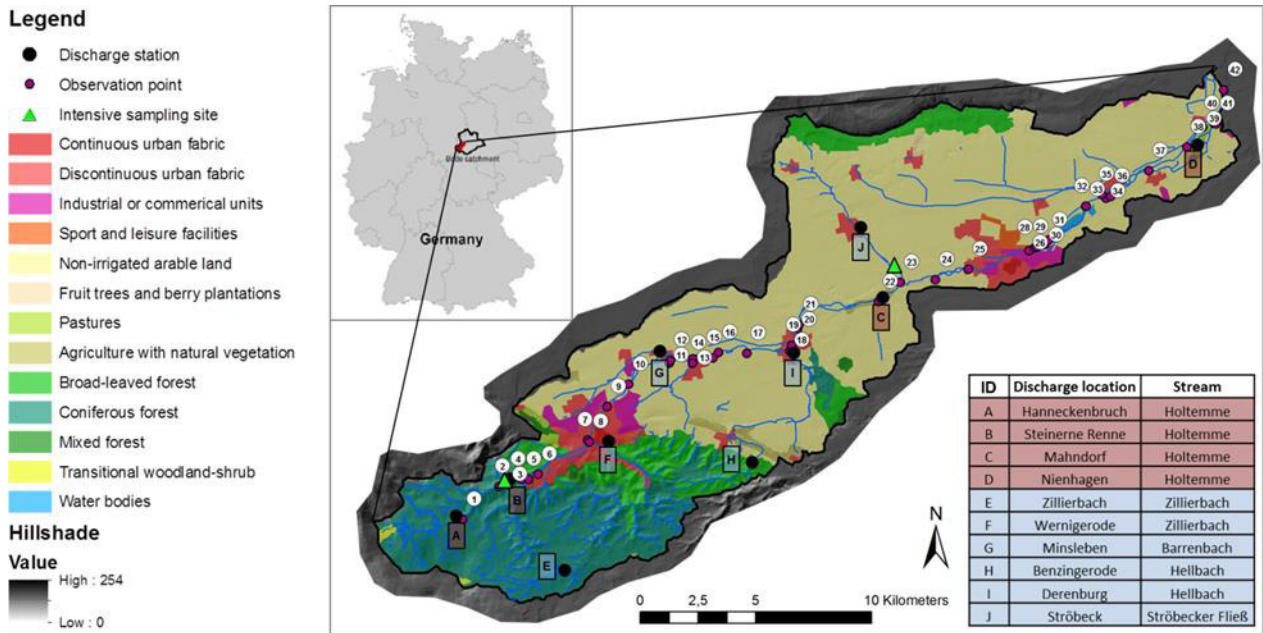 Legend
Discharge station
Observation point
Intensive sampling site
Continuous urban fabric
Discontinuous urban fabric
Industrial or commerical units
Sport and leisure facilities
Non-irrigated arable land
Fruit trees and berry plantations
Pastures
Agriculture with natural vegetation
Broad-leaved forest
Coniferous forest
Mixed forest
Transitional woodland-shrub
Water bodies
Hillshade
Value
High : 254
Low : 0
Bode catchment
Germany
1
2
3
4
5
6
7
8
9
10
11
12
13
14
15
16
17
18
19
20
21
22
23
24
25
26
28
29
30
31
32
33
34
35
36
37
38
39
40
41
42
A
B
C
D
E
F
G
H
I
J
N
0 2,5 5 10 Kilometers
ID Discharge location Stream
A Hanneckenbruch Holtemme
B Steinerne Renne Holtemme
C Mahndorf Holtemme
D Nienhagen Holtemme
E Zillierbach Zillierbach
F Wernigerode Zillierbach
G Minsleben Barrenbach
H Benzingerode Hellbach
I Derenburg Hellbach
J Ströbeck Ströbecker Fließ